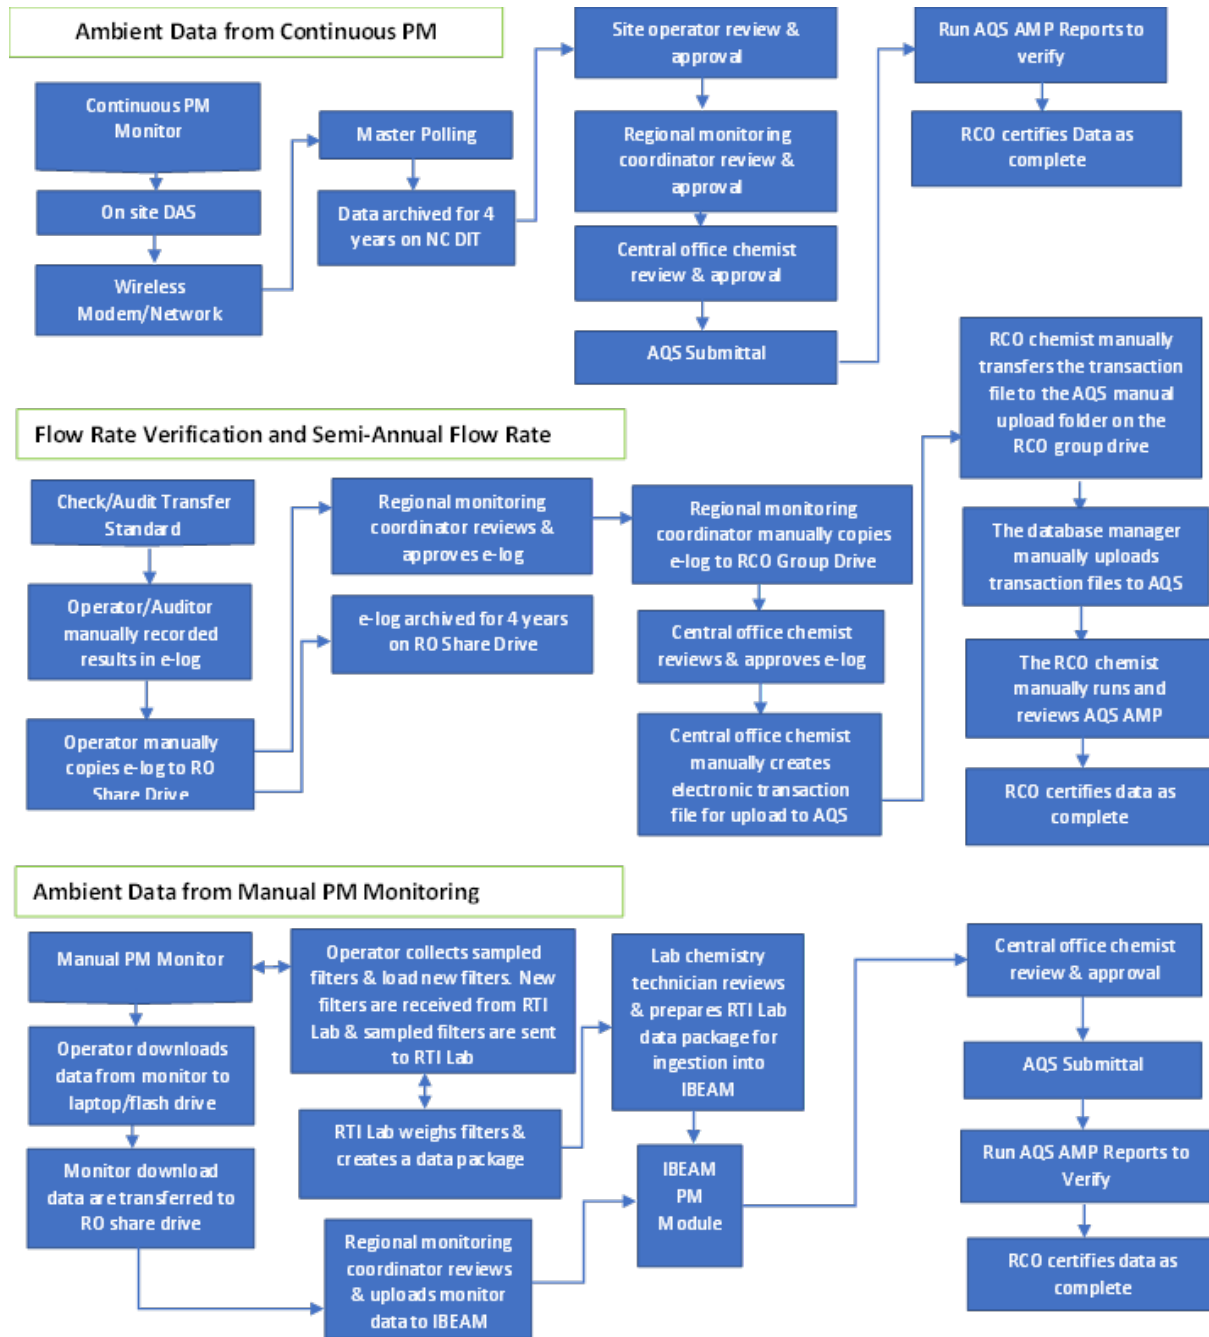 Ambient Data from Continuous PM
Continuous PM
Monitor
On site DAS
Wireless
Modem/Network
Master Polling
Data archived for 4
years on NC DIT
Site operator review &
approval
Regional monitoring
coordinator review &
approval
Central office chemist
review & approval
AQS Submittal
Run AQS AMP Reports to
verify
RCO certifies Data as
complete
Flow Rate Verification and Semi-Annual Flow Rate
Check/Audit Transfer
Standard
Operator/Auditor
manually recorded
results in e-log
Operator manually
copies e-log to RO
Share Drive
Regional monitoring
coordinator reviews
& approves e-log
e-log archived for 4 years
on RO Share Drive
Regional monitoring
coordinator manually copies
e-log to RCO Group Drive
Central office chemist
reviews & approves e-log
Central office chemist
manually creates
electronic transaction
file for upload to AQS
RCO chemist manually
transfers the transaction
file to the AQS manual
upload folder on the
RCO group drive
The database manager
manually uploads
transaction files to AQS
The RCO chemist
manually runs and
reviews AQS AMP
RCO certifies data as
complete
Ambient Data from Manual PM Monitoring
Manual PM Monitor
Operator downloads
data from monitor to
laptop/flash drive
Monitor download
data are transferred to
RO share drive
Operator collects sampled
filters & load new filters. New
filters are received from RTI
Lab & sampled filters are sent
to RTI Lab
RTI Lab weighs filters &
creates a data package
Regional monitoring
coordinator reviews
& uploads monitor
data to IBEAM
Lab chemistry
technician reviews
& prepares RTI Lab
data package for
ingestion into
IBEAM
IBEAM
PM
Module
Central office chemist
review & approval
AQS Submittal
Run AQS AMP Reports to
Verify
RCO certifies data as
complete